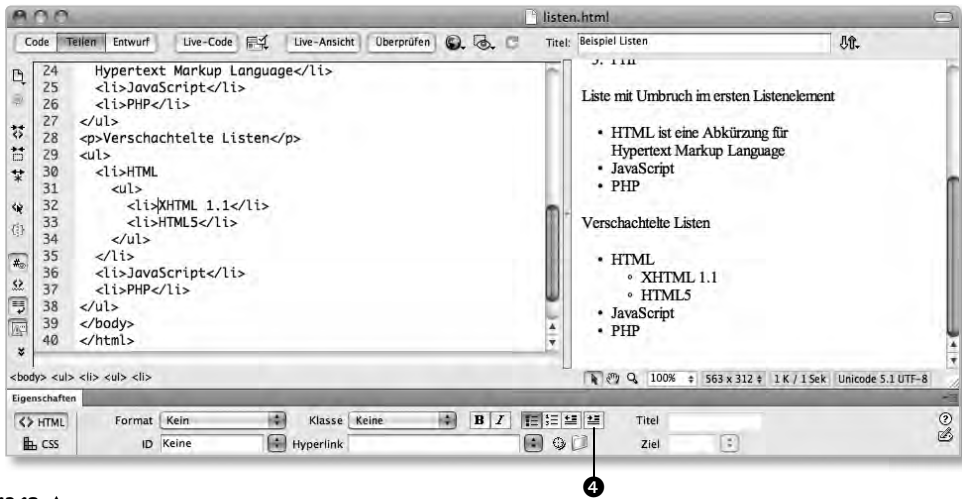 listen.html
Code Teilen Entwurf Live-Code Live-Ansicht Überprüfen Titel: Beispiel Listen
24 Hypertext Markup Language</li>
25 <li>JavaScript</li>
26 <li>PHP</li>
27 </ul>
28 <p>Verschachtelte Listen</p>
29 <ul>
30 <li>HTML
31 <ul>
32 <li>XHTML 1.1</li>
33 <li>HTML5</li>
34 </ul>
35 </li>
36 <li>JavaScript</li>
37 <li>PHP</li>
38 </ul>
39 </body>
40 </html>
Liste mit Umbruch im ersten Listenelement
• HTML ist eine Abkürzung für
Hypertext Markup Language
• JavaScript
• PHP
Verschachtelte Listen
• HTML
◦ XHTML 1.1
◦ HTML5
• JavaScript
• PHP
<body> <ul> <li> <ul> <li>
100% 563 x 312 1 K / 1 Sek Unicode 5.1 UTF-8
Eigenschaften
<> HTML Format Kein Klasse Keine B I Titel
CSS ID Keine Hyperlink Ziel
4